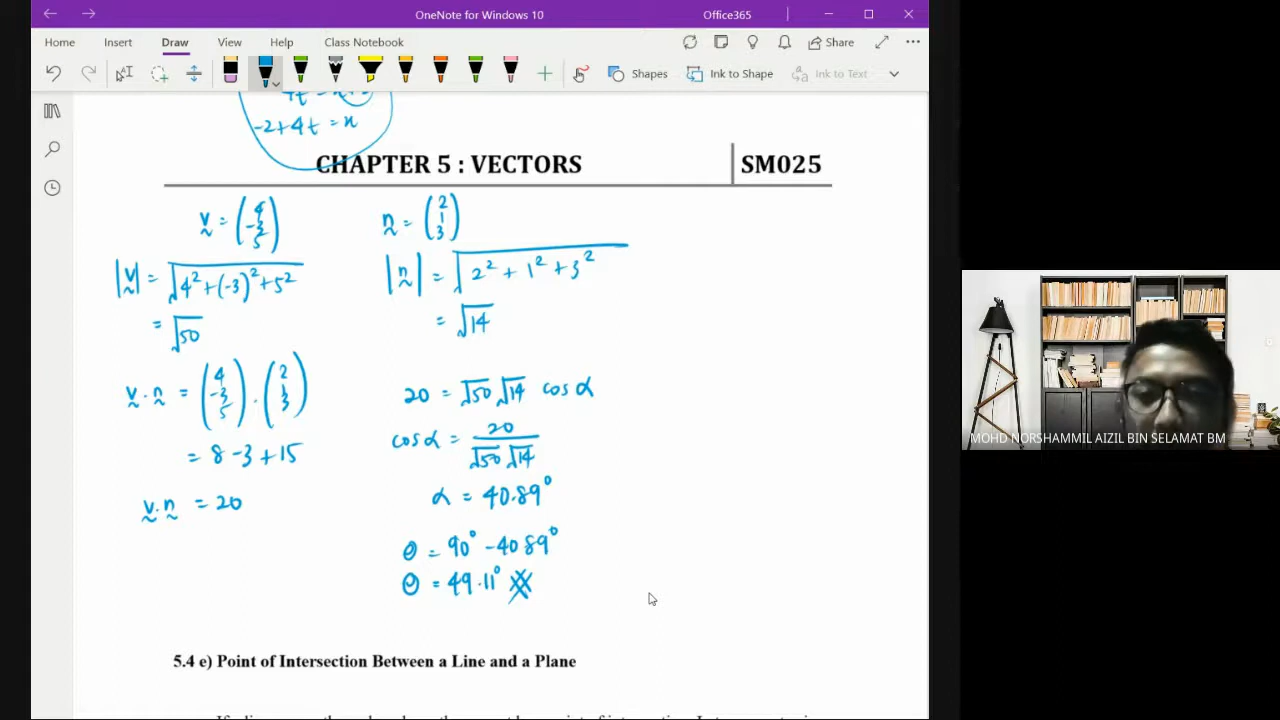 OneNote for Windows 10
Office365
Home Insert Draw View Help Class Notebook
Share
Shapes Ink to Shape Ink to Text
-2+4t = x
CHAPTER 5 : VECTORS SM025
v = (4 -3 5)
n = (2 1 3)
|v| = √4² + (-3)² + 5²
= √50
|n| = √2² + 1² + 3²
= √14
v . n = (4 -3 5) . (2 1 3)
= 8 - 3 + 15
v . n = 20
20 = √50 √14 cos α
cos α = 20 / √50 √14
α = 40.89°
θ = 90° - 40.89°
θ = 49.11°
5.4 e) Point of Intersection Between a Line and a Plane
MOHD NORSHAMMIL AIZIL BIN SELAMAT BM